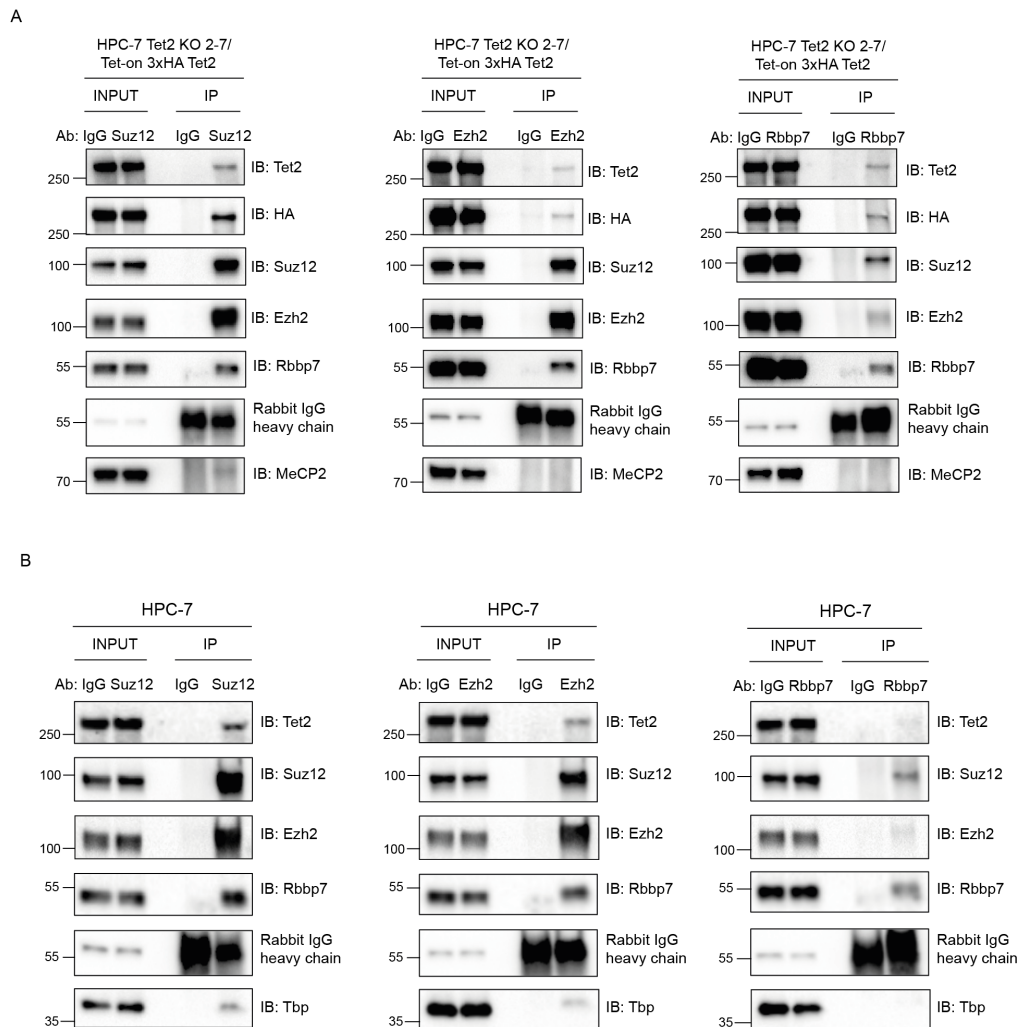 A
HPC-7 Tet2 KO 2-7/
Tet-on 3xHA Tet2
INPUT IP
Ab: IgG Suz12 IgG Suz12
250 IB: Tet2
250 IB: HA
100 IB: Suz12
100 IB: Ezh2
55 IB: Rbbp7
55 Rabbit IgG
heavy chain
70 IB: MeCP2
HPC-7 Tet2 KO 2-7/
Tet-on 3xHA Tet2
INPUT IP
Ab: IgG Ezh2 IgG Ezh2
250 IB: Tet2
250 IB: HA
100 IB: Suz12
100 IB: Ezh2
55 IB: Rbbp7
55 Rabbit IgG
heavy chain
70 IB: MeCP2
HPC-7 Tet2 KO 2-7/
Tet-on 3xHA Tet2
INPUT IP
Ab: IgG Rbbp7 IgG Rbbp7
250 IB: Tet2
250 IB: HA
100 IB: Suz12
100 IB: Ezh2
55 IB: Rbbp7
55 Rabbit IgG
heavy chain
70 IB: MeCP2
B
HPC-7
INPUT IP
Ab: IgG Suz12 IgG Suz12
250 IB: Tet2
100 IB: Suz12
100 IB: Ezh2
55 IB: Rbbp7
55 Rabbit IgG
heavy chain
35 IB: Tbp
HPC-7
INPUT IP
Ab: IgG Ezh2 IgG Ezh2
250 IB: Tet2
100 IB: Suz12
100 IB: Ezh2
55 IB: Rbbp7
55 Rabbit IgG
heavy chain
35 IB: Tbp
HPC-7
INPUT IP
Ab: IgG Rbbp7 IgG Rbbp7
250 IB: Tet2
100 IB: Suz12
100 IB: Ezh2
55 IB: Rbbp7
55 Rabbit IgG
heavy chain
35 IB: Tbp